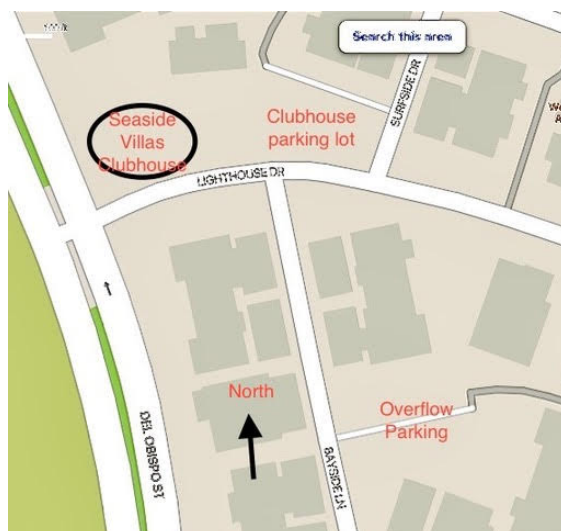 Search this area
Seaside
Villas
Clubhouse
Clubhouse
parking lot
SURFSIDE DR
LIGHTHOUSE DR
North
Overflow
Parking
DEL OBISPO ST
BAYSIDE LN